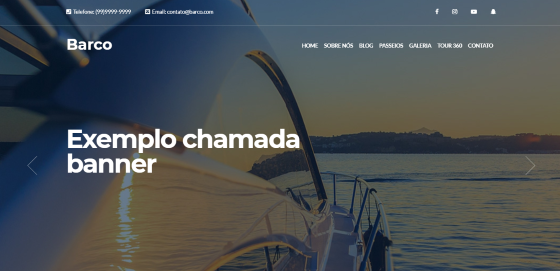 Telefone: (99)9999-9999 Email: contato@barco.com
Barco
HOME SOBRE NÓS BLOG PASSEIOS GALERIA TOUR 360 CONTATO
Exemplo chamada
banner